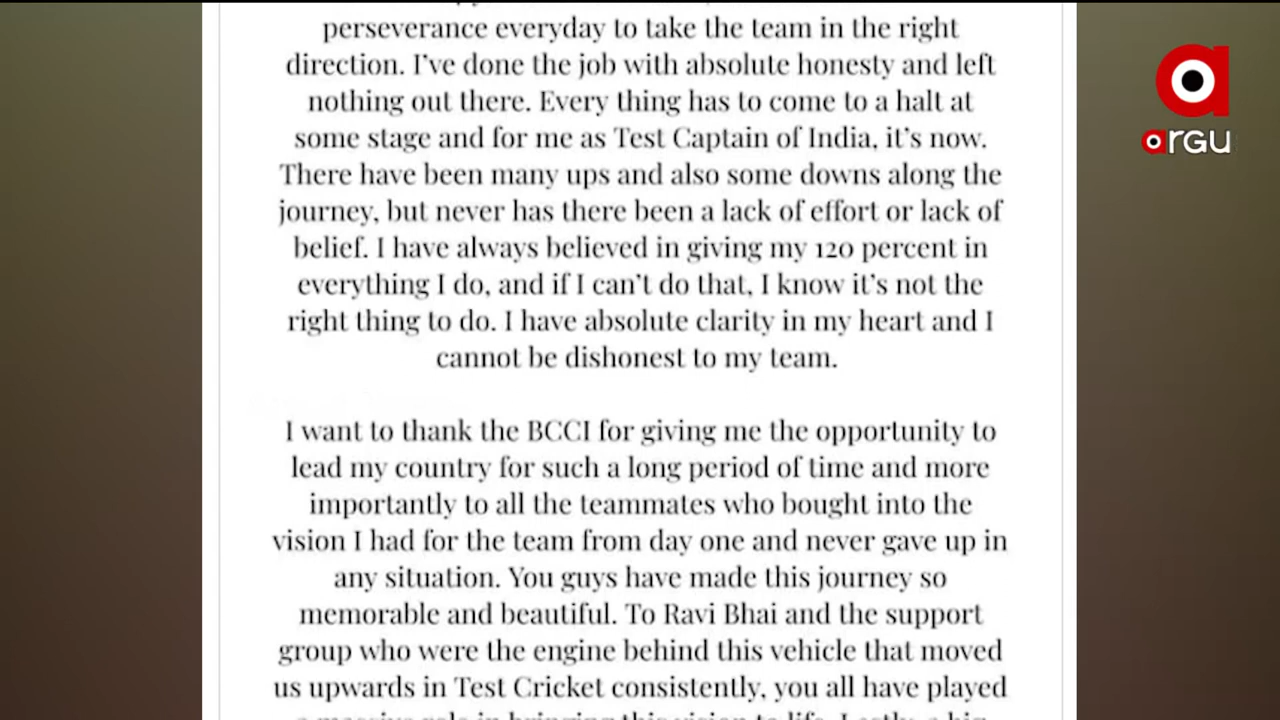 perseverance everyday to take the team in the right
direction. I've done the job with absolute honesty and left
nothing out there. Every thing has to come to a halt at
some stage and for me as Test Captain of India, it's now.
There have been many ups and also some downs along the
journey, but never has there been a lack of effort or lack of
belief. I have always believed in giving my 120 percent in
everything I do, and if I can't do that, I know it's not the
right thing to do. I have absolute clarity in my heart and I
cannot be dishonest to my team.
I want to thank the BCCI for giving me the opportunity to
lead my country for such a long period of time and more
importantly to all the teammates who bought into the
vision I had for the team from day one and never gave up in
any situation. You guys have made this journey so
memorable and beautiful. To Ravi Bhai and the support
group who were the engine behind this vehicle that moved
us upwards in Test Cricket consistently, you all have played
argu